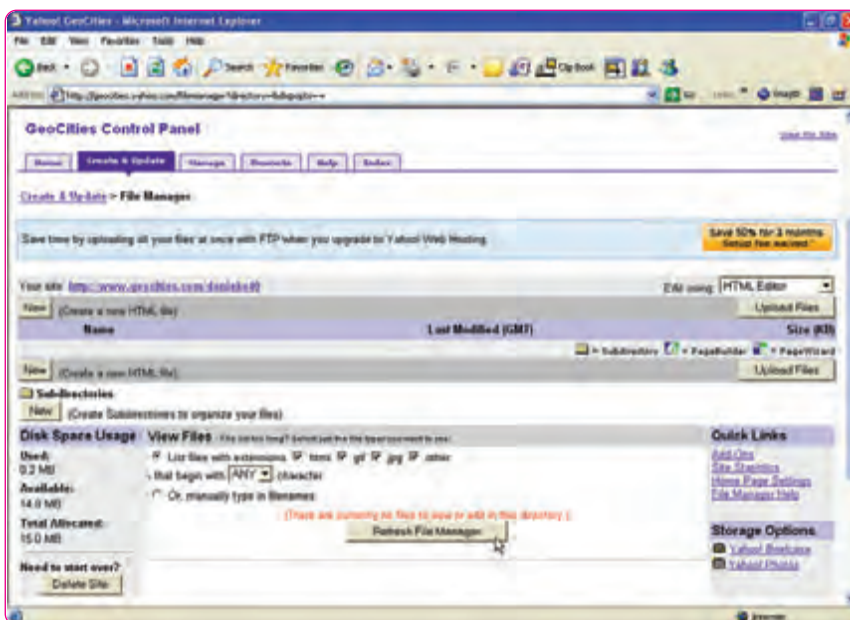 Yahoo! GeoCities - Microsoft Internet Explorer
File Edit View Favorites Tools Help
Back Search Favorites Clip Book
GeoCities Control Panel
View My Site
Home Create & Update Manage Promote Help Index
Create & Update > File Manager
Save time by uploading all your files at once with FTP when you upgrade to Yahoo! Web Hosting.
Save 50% for 3 months
Setup fee waived*
Your site:
Edit using: HTML Editor
New (Create a new HTML file) Upload Files
Name Last Modified (GMT) Size (KB)
= Subdirectory = PageBuilder = PageWizard
New (Create a new HTML file) Upload Files
Subdirectories
New (Create Subdirectories to organize your files)
Disk Space Usage
Used:
0.2 MB
Available:
14.8 MB
Total Allocated:
15.0 MB
Need to start over?
Delete Site
View Files
List files with extensions html gif jpg other
that begin with ANY character
Or, manually type in filenames
(There are currently no files to view or edit in this directory.)
Refresh File Manager
Quick Links
Add-Ons
Site Statistics
Home Page Settings
File Manager Help
Storage Options
Yahoo! Briefcase
Yahoo! Photos
Internet